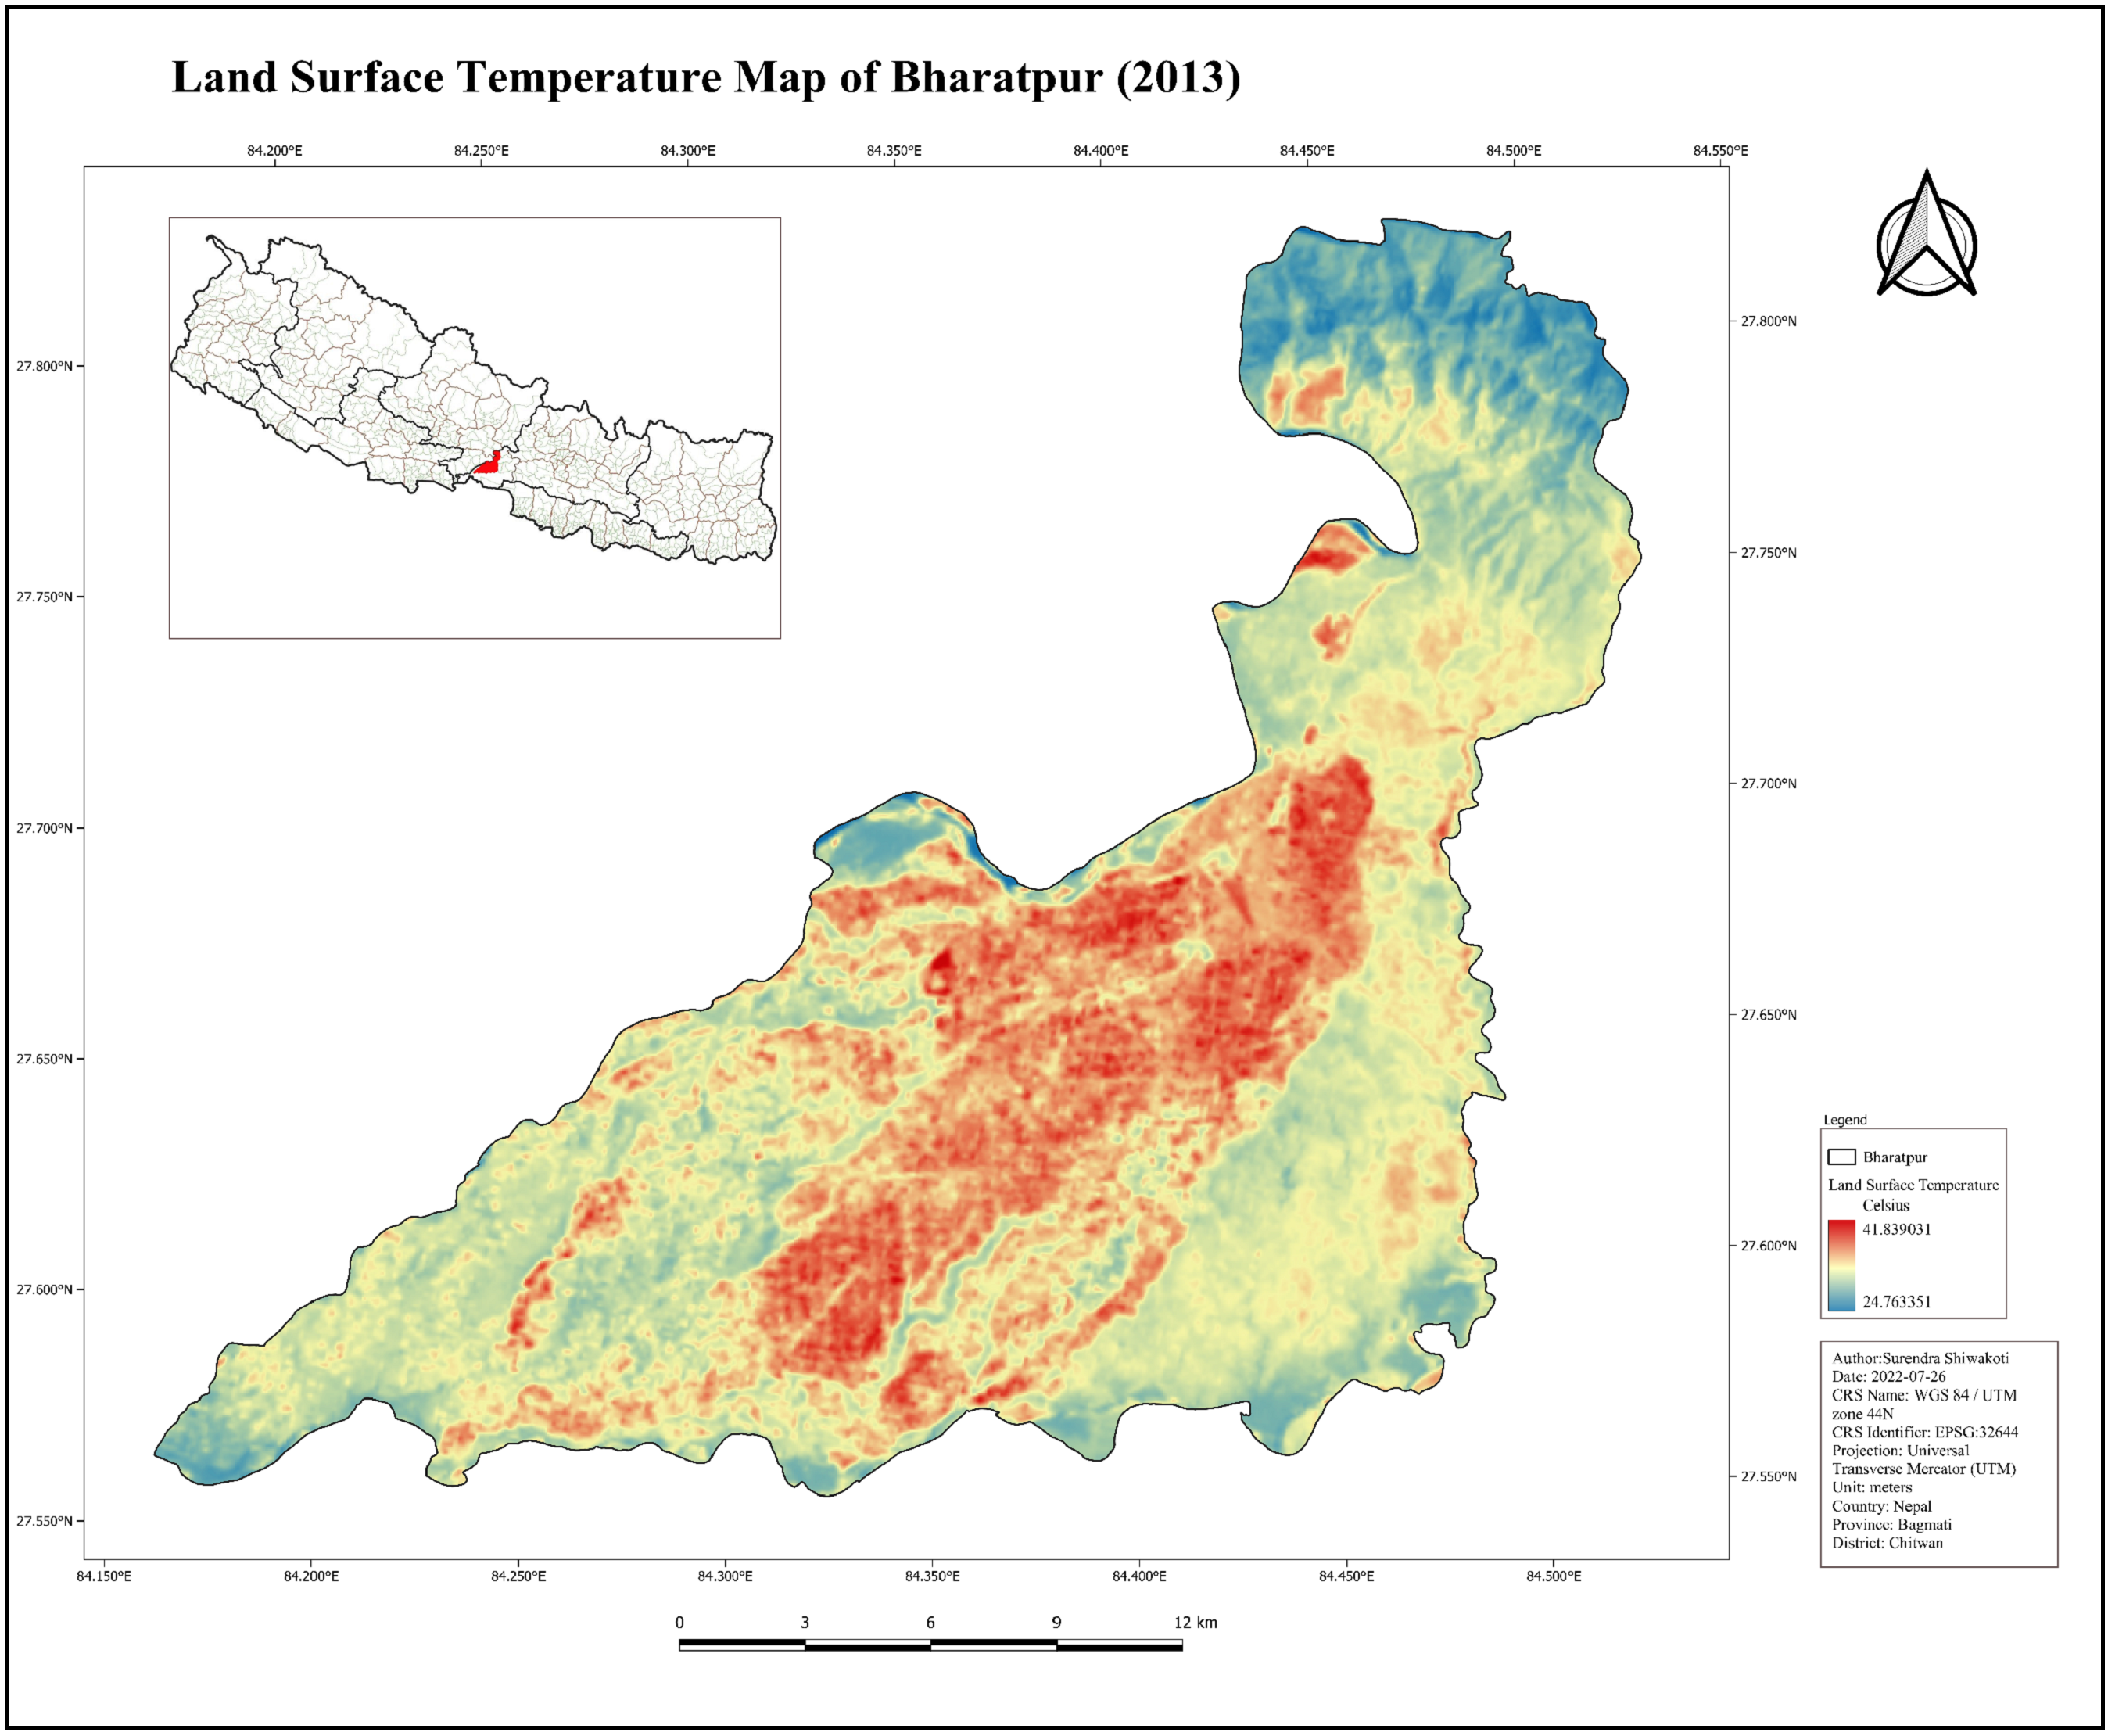 Land Surface Temperature Map of Bharatpur (2013)
84.200°E 84.250°E 84.300°E 84.350°E 84.400°E 84.450°E 84.500°E 84.550°E
27.800°N
27.750°N
27.700°N
27.650°N
27.600°N
27.550°N
27.800°N
27.750°N
27.700°N
27.650°N
27.600°N
27.550°N
84.150°E 84.200°E 84.250°E 84.300°E 84.350°E 84.400°E 84.450°E 84.500°E
0 3 6 9 12 km
Legend
Bharatpur
Land Surface Temperature
Celsius
41.839031
24.763351
Author:Surendra Shiwakoti
Date: 2022-07-26
CRS Name: WGS 84 / UTM
zone 44N
CRS Identifier: EPSG:32644
Projection: Universal
Transverse Mercator (UTM)
Unit: meters
Country: Nepal
Province: Bagmati
District: Chitwan